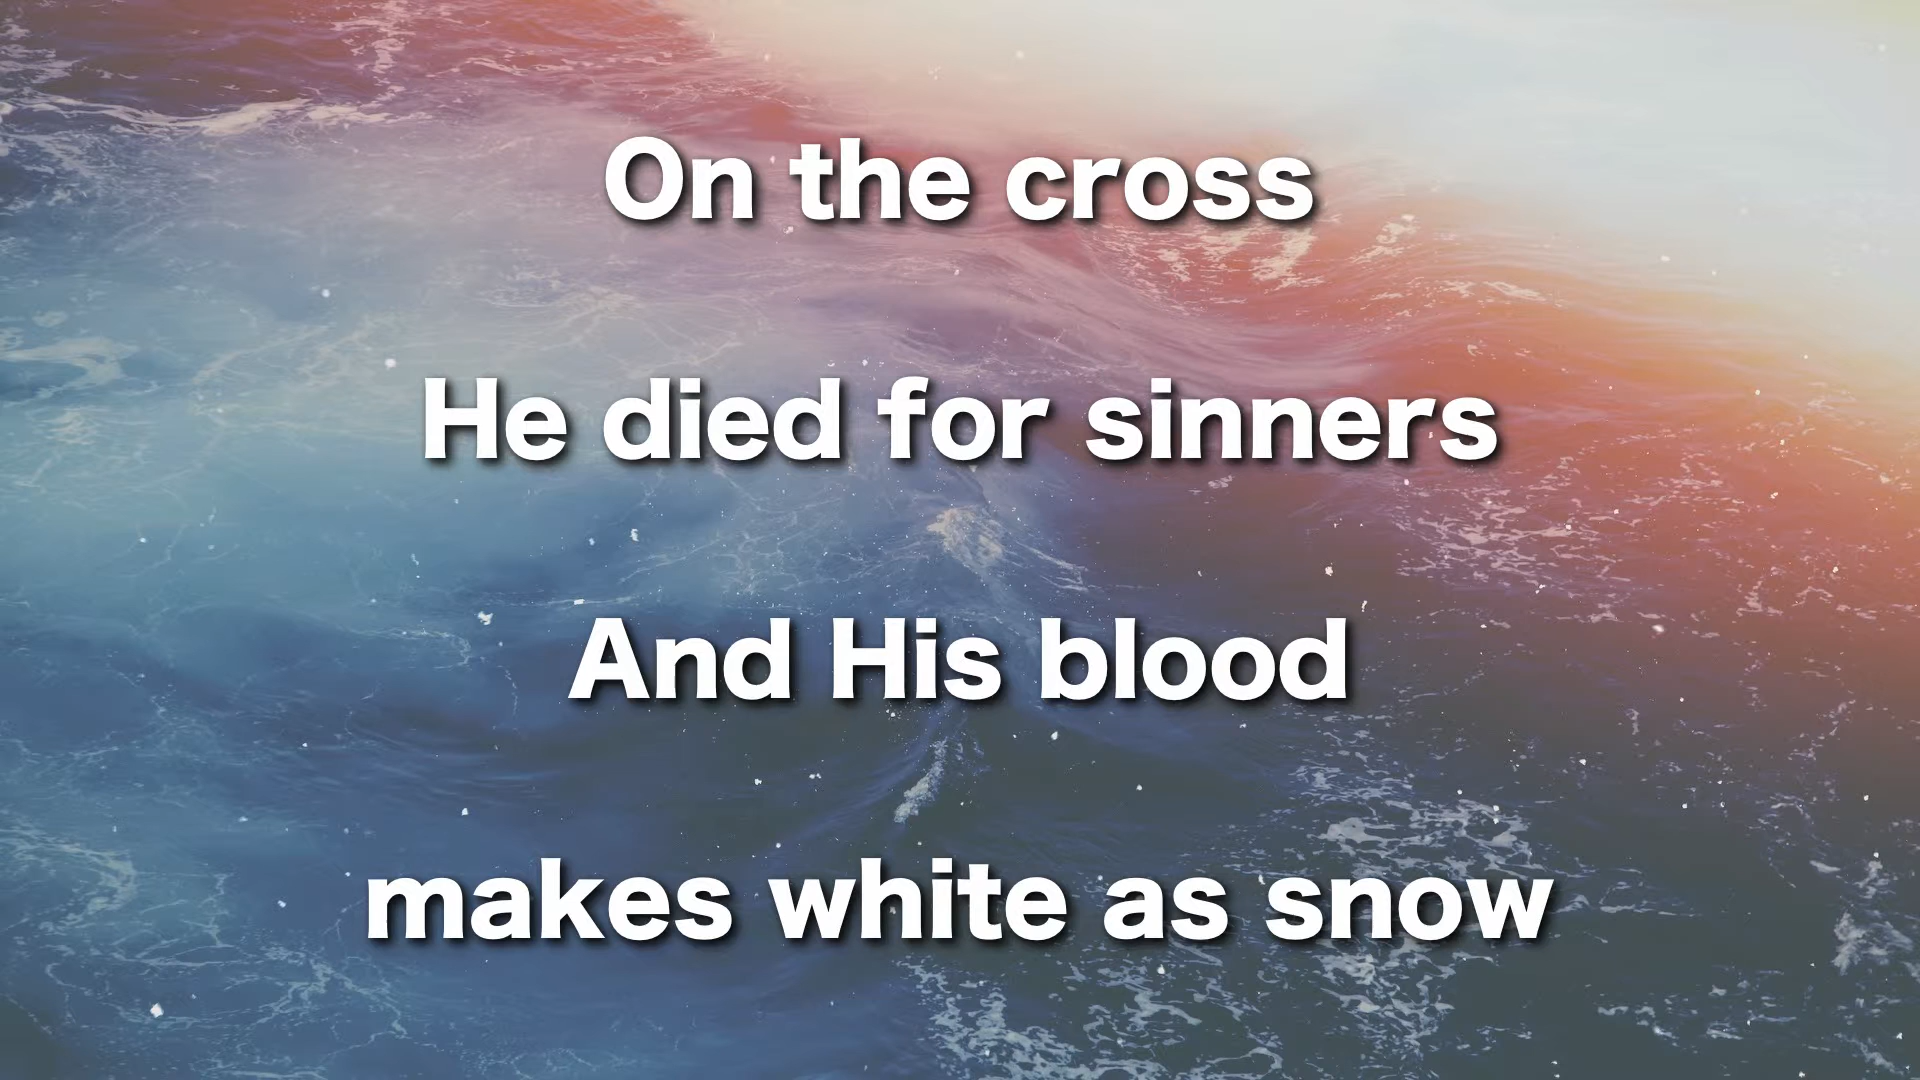 On the cross
He died for sinners
And His blood
makes white as snow